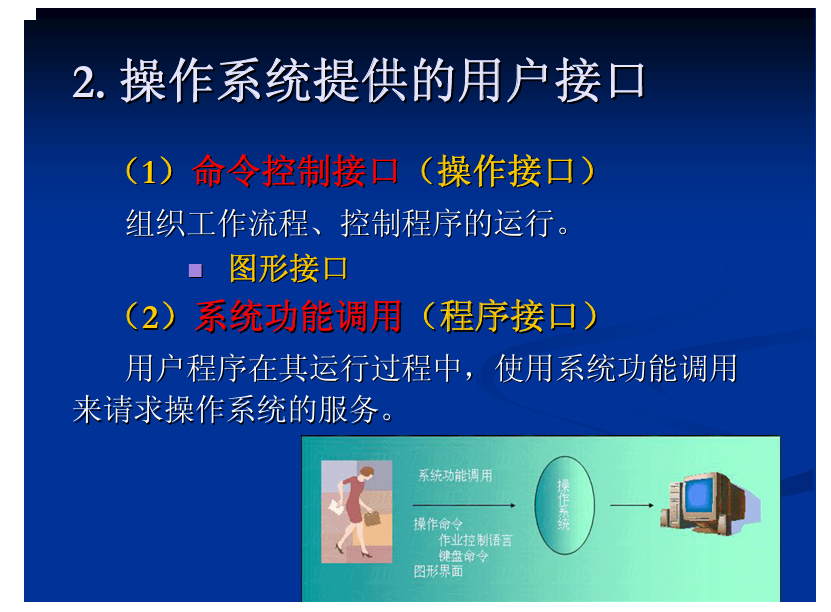 2. 操作系统提供的用户接口
（1）命令控制接口（操作接口）
组织工作流程、控制程序的运行。
图形接口
（2）系统功能调用（程序接口）
用户程序在其运行过程中，使用系统功能调用
来请求操作系统的服务。
系统功能调用
操作命令
作业控制语言
键盘命令
图形界面
操作系统